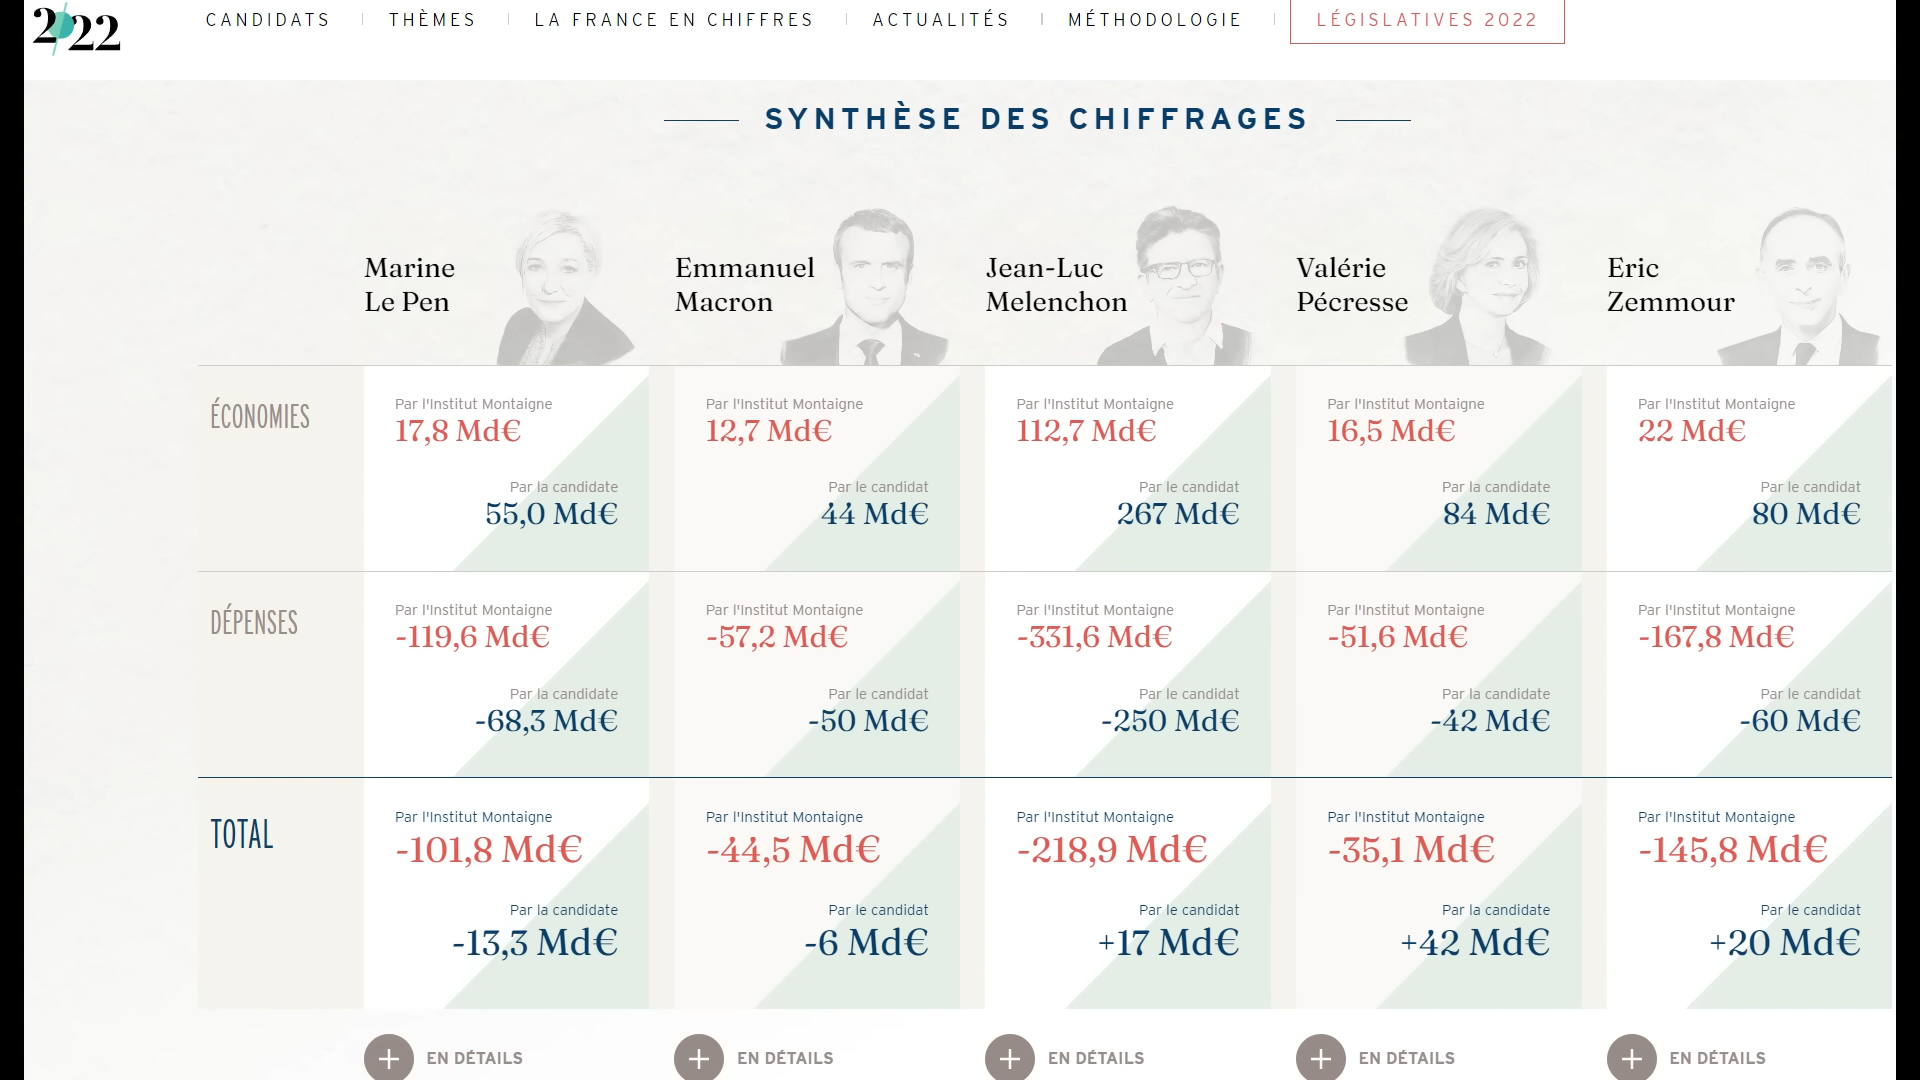 2022
CANDIDATS THÈMES LA FRANCE EN CHIFFRES ACTUALITÉS MÉTHODOLOGIE LÉGISLATIVES 2022
SYNTHÈSE DES CHIFFRAGES
Marine
Le Pen
Emmanuel
Macron
Jean-Luc
Melenchon
Valérie
Pécresse
Eric
Zemmour
ÉCONOMIES
Par l'Institut Montaigne
17,8 Md€
Par la candidate
55,0 Md€
Par l'Institut Montaigne
12,7 Md€
Par le candidat
44 Md€
Par l'Institut Montaigne
112,7 Md€
Par le candidat
267 Md€
Par l'Institut Montaigne
16,5 Md€
Par la candidate
84 Md€
Par l'Institut Montaigne
22 Md€
Par le candidat
80 Md€
DÉPENSES
Par l'Institut Montaigne
-119,6 Md€
Par la candidate
-68,3 Md€
Par l'Institut Montaigne
-57,2 Md€
Par le candidat
-50 Md€
Par l'Institut Montaigne
-331,6 Md€
Par le candidat
-250 Md€
Par l'Institut Montaigne
-51,6 Md€
Par la candidate
-42 Md€
Par l'Institut Montaigne
-167,8 Md€
Par le candidat
-60 Md€
TOTAL
Par l'Institut Montaigne
-101,8 Md€
Par la candidate
-13,3 Md€
Par l'Institut Montaigne
-44,5 Md€
Par le candidat
-6 Md€
Par l'Institut Montaigne
-218,9 Md€
Par le candidat
+17 Md€
Par l'Institut Montaigne
-35,1 Md€
Par la candidate
+42 Md€
Par l'Institut Montaigne
-145,8 Md€
Par le candidat
+20 Md€
+ EN DÉTAILS
+ EN DÉTAILS
+ EN DÉTAILS
+ EN DÉTAILS
+ EN DÉTAILS